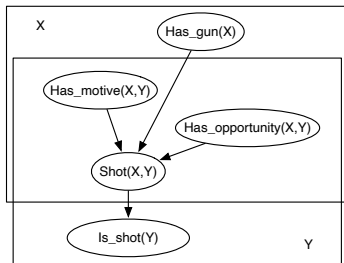 X
Has_gun(X)
Has_motive(X,Y)
Has_opportunity(X,Y)
Shot(X,Y)
Is_shot(Y)
Y